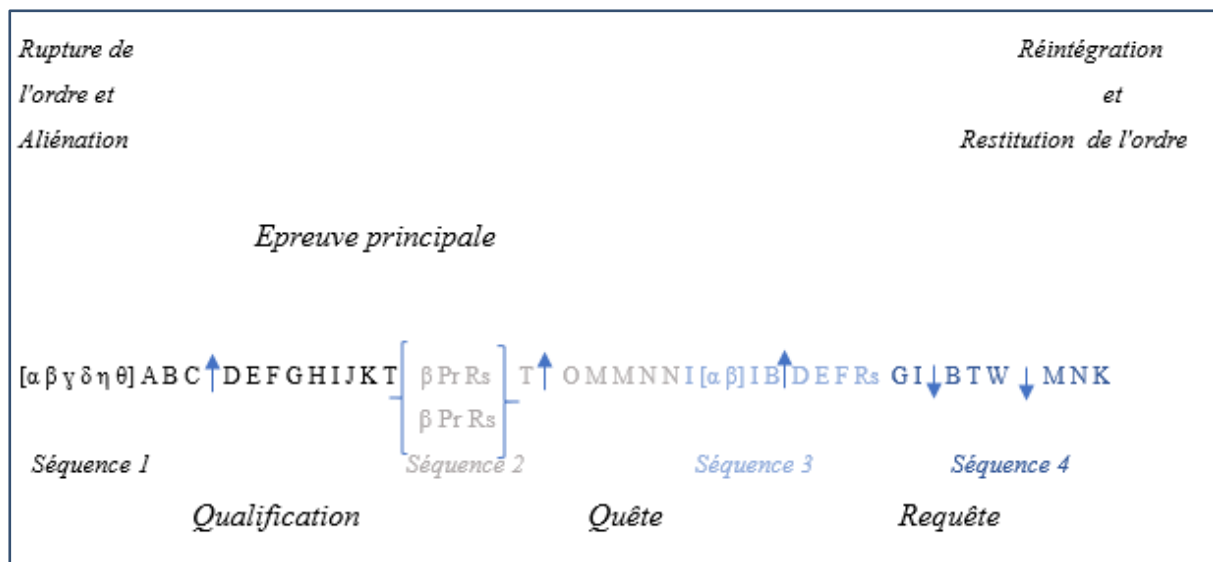 Rupture de
Réintégration
l'ordre et
et
Aliénation
Restitution de l'ordre
Epreuve principale
[α β ɣ δ η θ] A B C ↑ D E F G H I J K T { β Pr Rs } T ↑ O M M N N I [α β] I B ↑ D E F Rs G I ↓ B T W ↓ M N K
β Pr Rs
Séquence 1 Séquence 2 Séquence 3 Séquence 4
Qualification Quête Requête